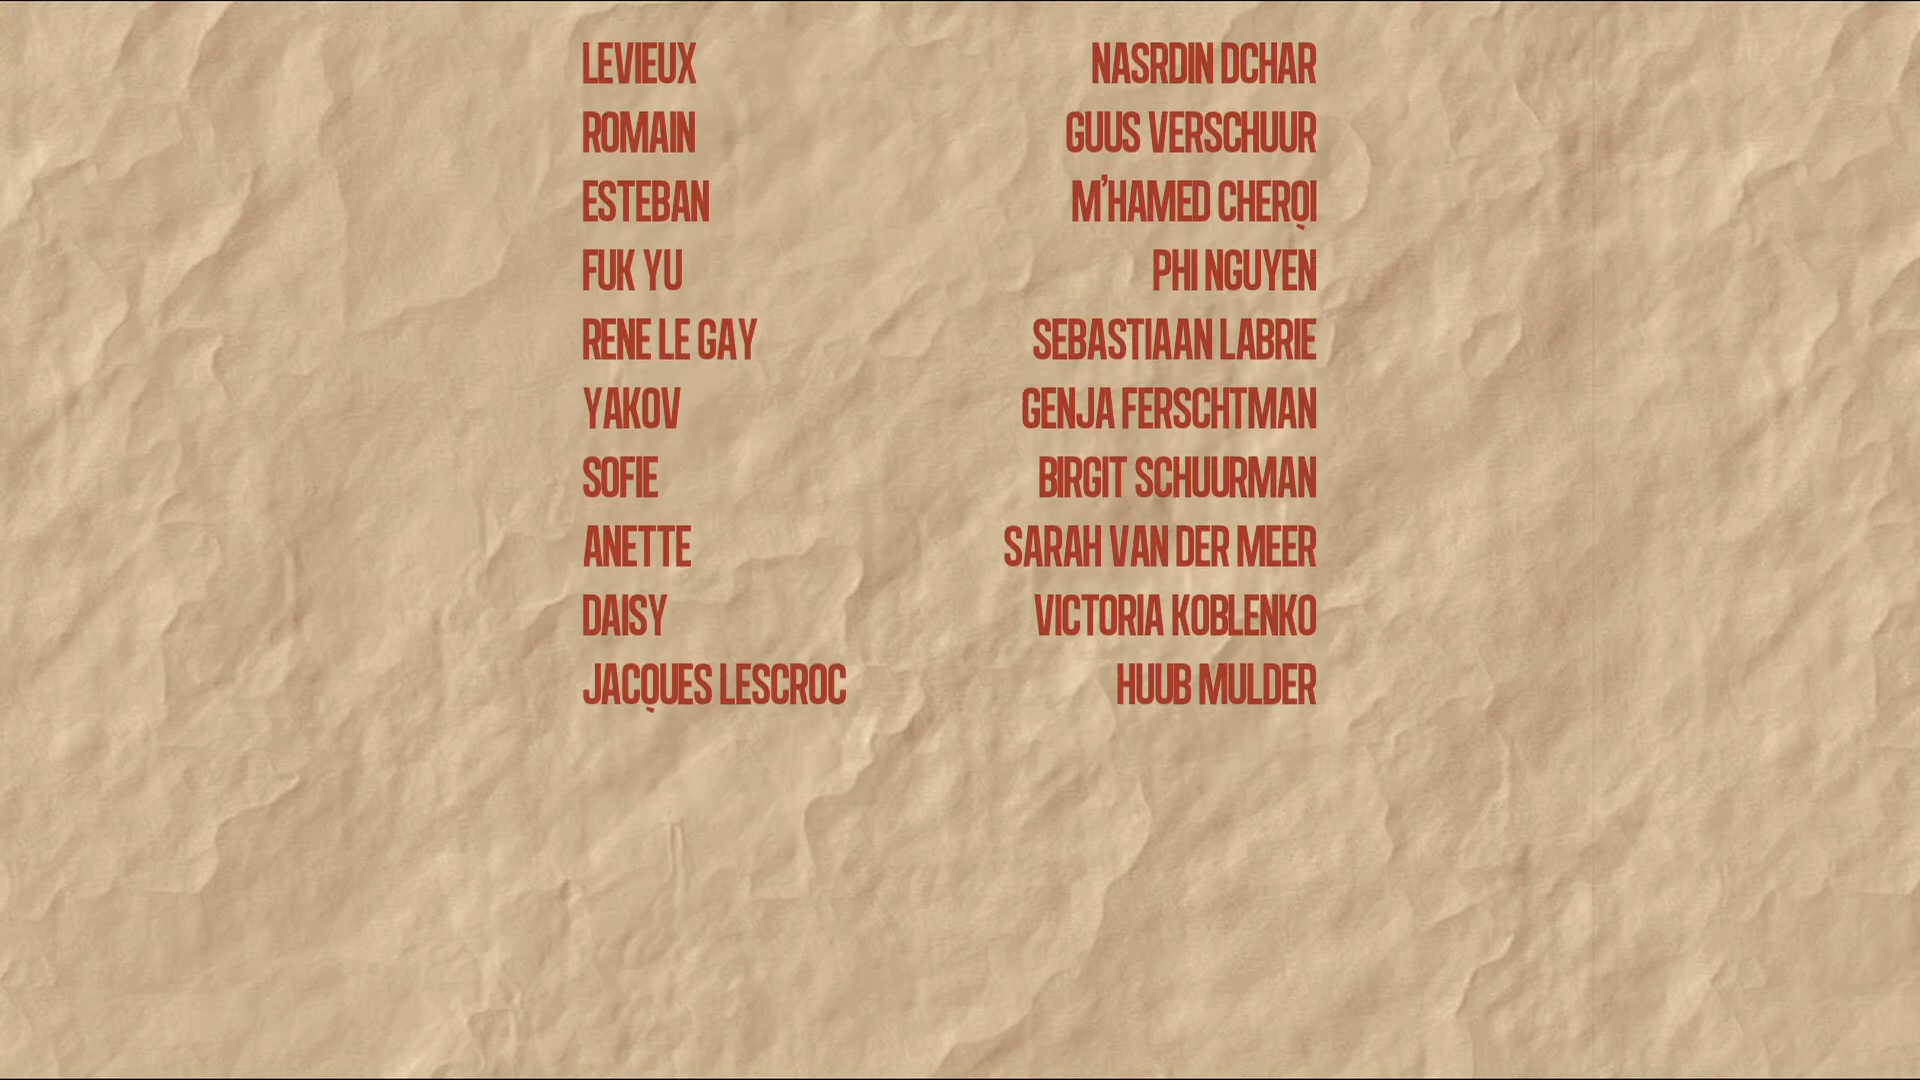 LEVIEUX NASRDIN DCHAR
ROMAIN GUUS VERSCHUUR
ESTEBAN M'HAMED CHERQI
FUK YU PHI NGUYEN
RENE LE GAY SEBASTIAAN LABRIE
YAKOV GENJA FERSCHTMAN
SOFIE BIRGIT SCHUURMAN
ANETTE SARAH VAN DER MEER
DAISY VICTORIA KOBLENKO
JACQUES LESCROC HUUB MULDER